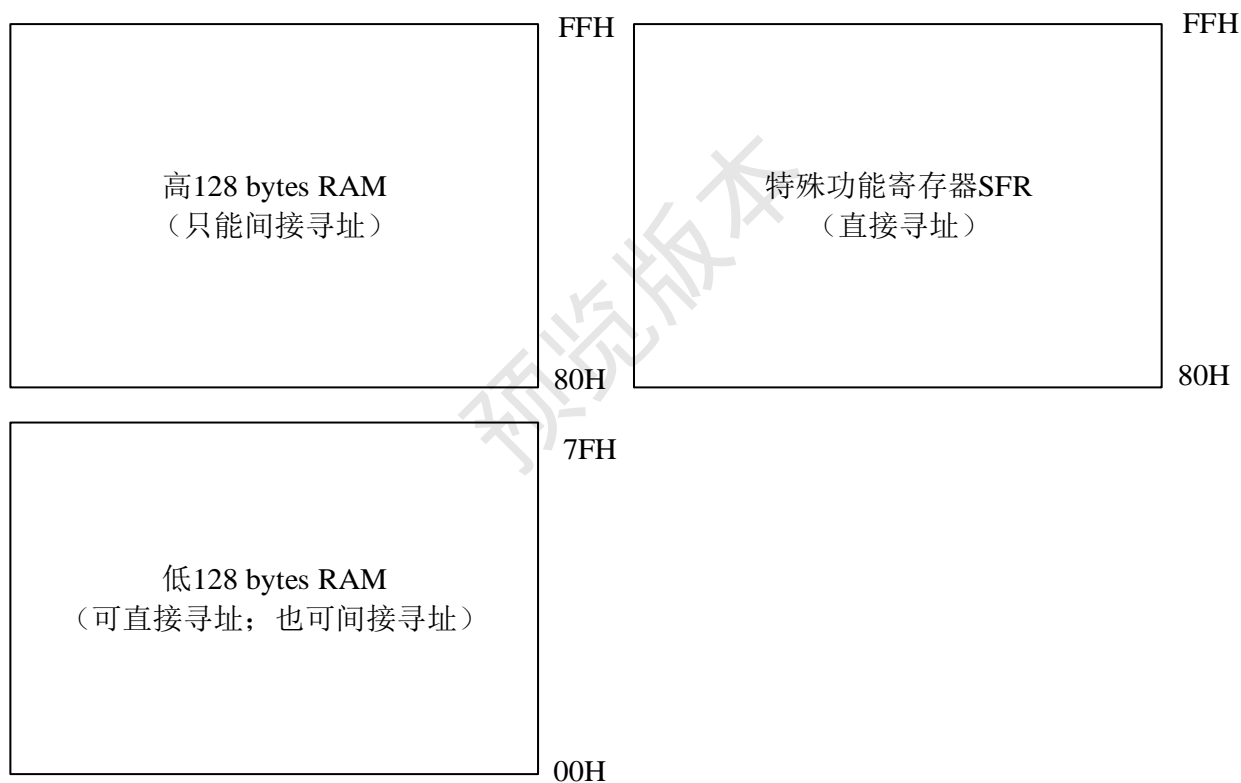 FFH
FFH
高128 bytes RAM
（只能间接寻址）
特殊功能寄存器SFR
（直接寻址）
80H
80H
7FH
低128 bytes RAM
（可直接寻址；也可间接寻址）
00H
预览版本